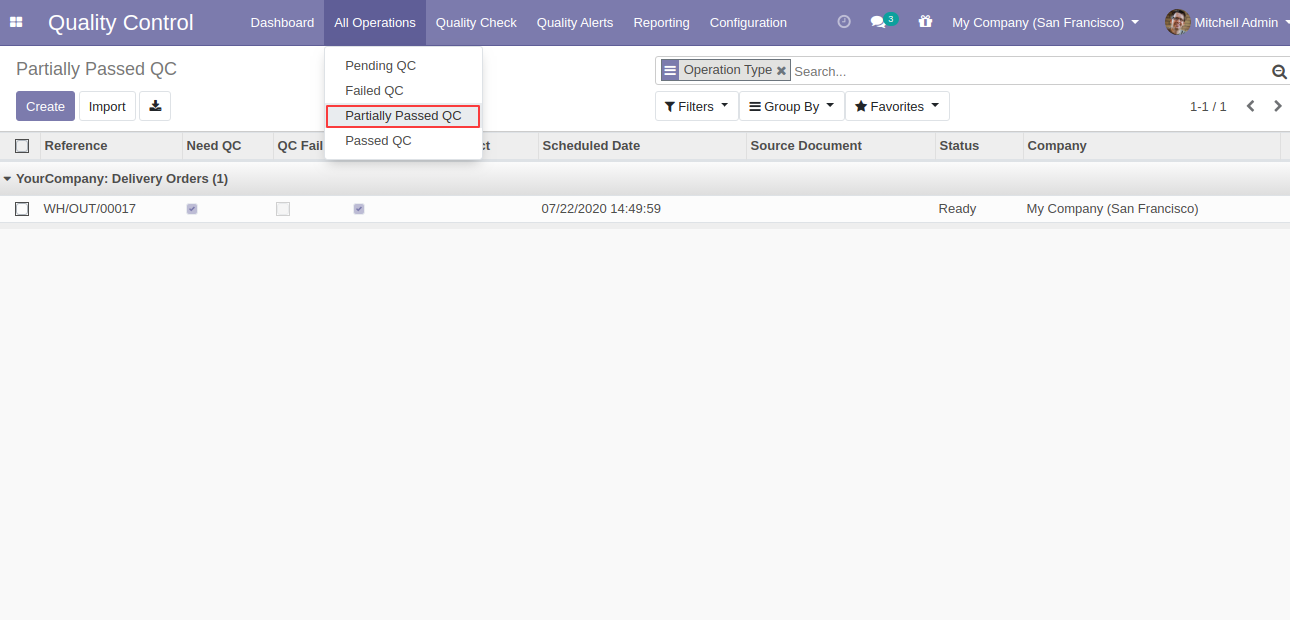 Quality Control Dashboard All Operations Quality Check Quality Alerts Reporting Configuration 3 My Company (San Francisco) Mitchell Admin
Partially Passed QC
Operation Type Search...
Create Import
Filters Group By Favorites 1-1 / 1
Pending QC
Failed QC
Partially Passed QC
Passed QC
Reference Need QC QC Fail Scheduled Date Source Document Status Company
YourCompany: Delivery Orders (1)
WH/OUT/00017 07/22/2020 14:49:59 Ready My Company (San Francisco)